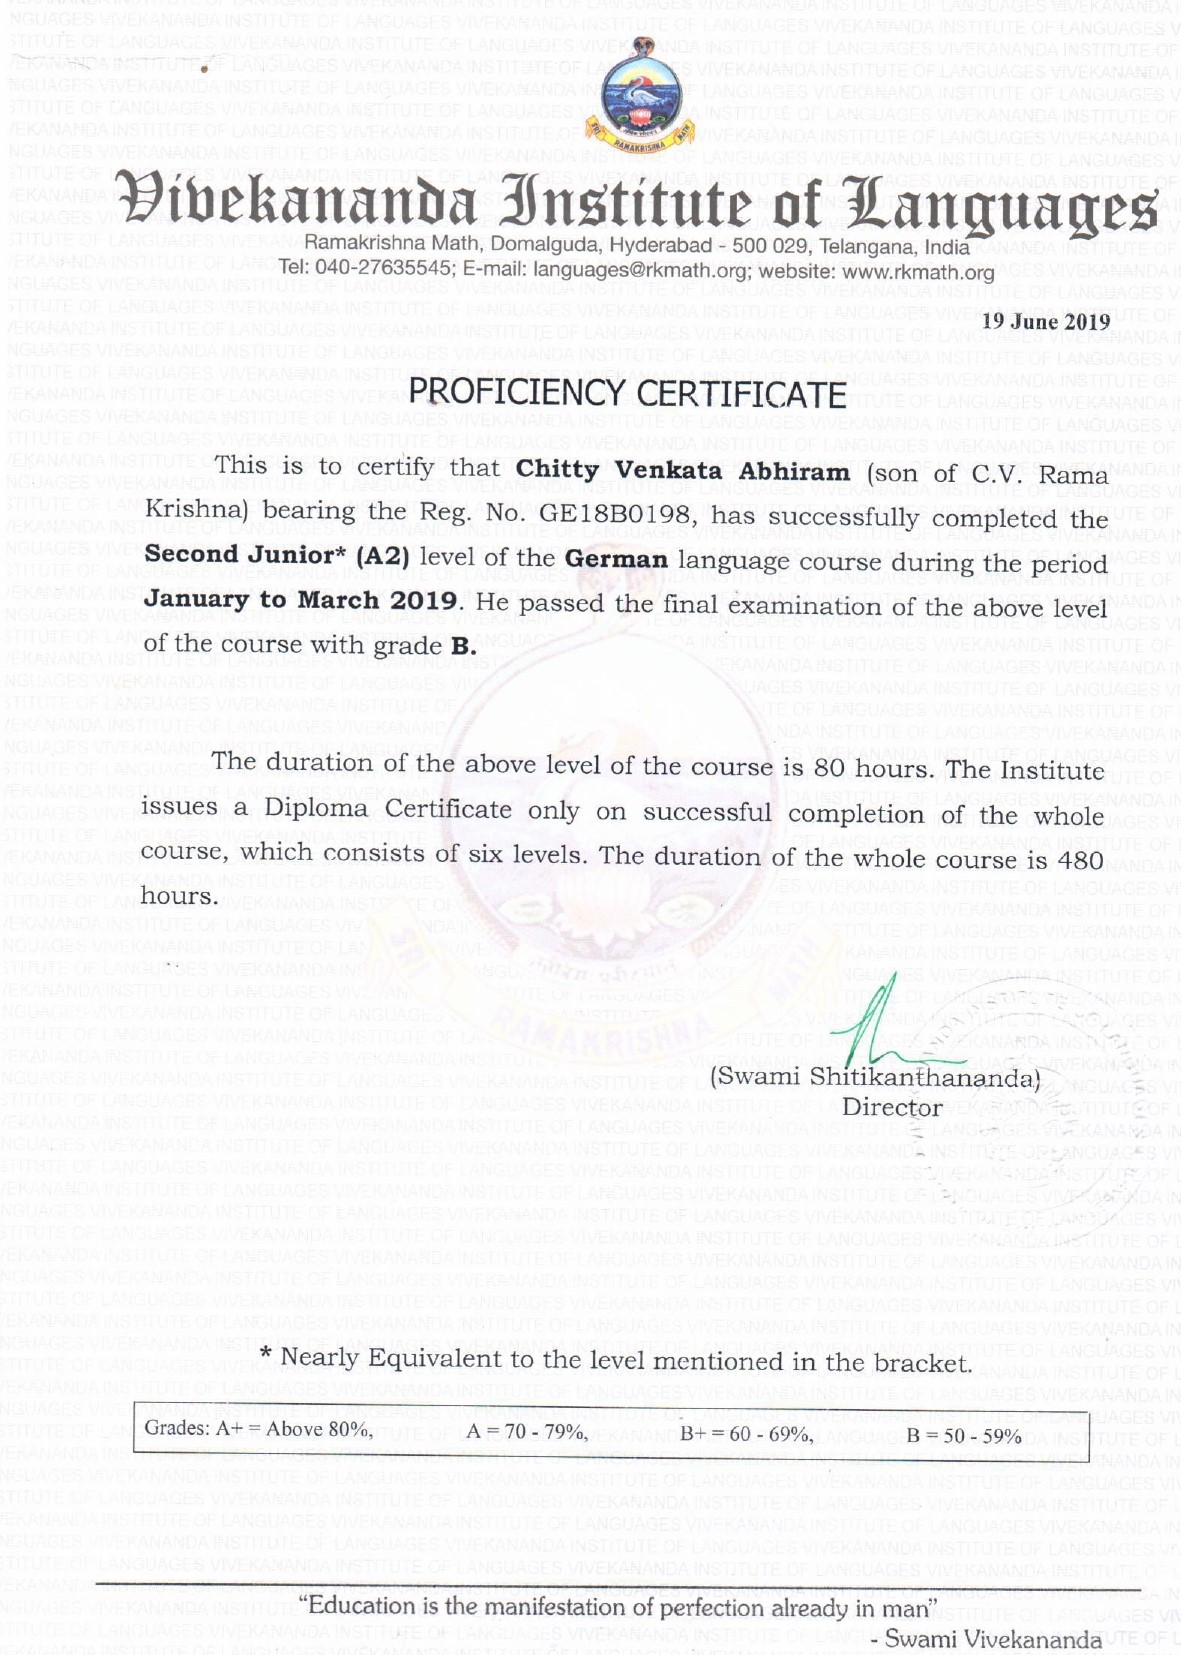 SRI RAMAKRISHNA MATH
Vivekananda Institute of Languages
Ramakrishna Math, Domalguda, Hyderabad - 500 029, Telangana, India
Tel: 040-27635545; E-mail: languages@rkmath.org; website: www.rkmath.org
19 June 2019
PROFICIENCY CERTIFICATE
This is to certify that Chitty Venkata Abhiram (son of C.V. Rama
Krishna) bearing the Reg. No. GE18B0198, has successfully completed the
Second Junior* (A2) level of the German language course during the period
January to March 2019. He passed the final examination of the above level
of the course with grade B.
The duration of the above level of the course is 80 hours. The Institute
issues a Diploma Certificate only on successful completion of the whole
course, which consists of six levels. The duration of the whole course is 480
hours.
SRI RAMAKRISHNA MATH
(Swami Shitikanthananda)
Director
* Nearly Equivalent to the level mentioned in the bracket.
Grades: A+ = Above 80%, A = 70 - 79%, B+ = 60 - 69%, B = 50 - 59%
“Education is the manifestation of perfection already in man”
- Swami Vivekananda